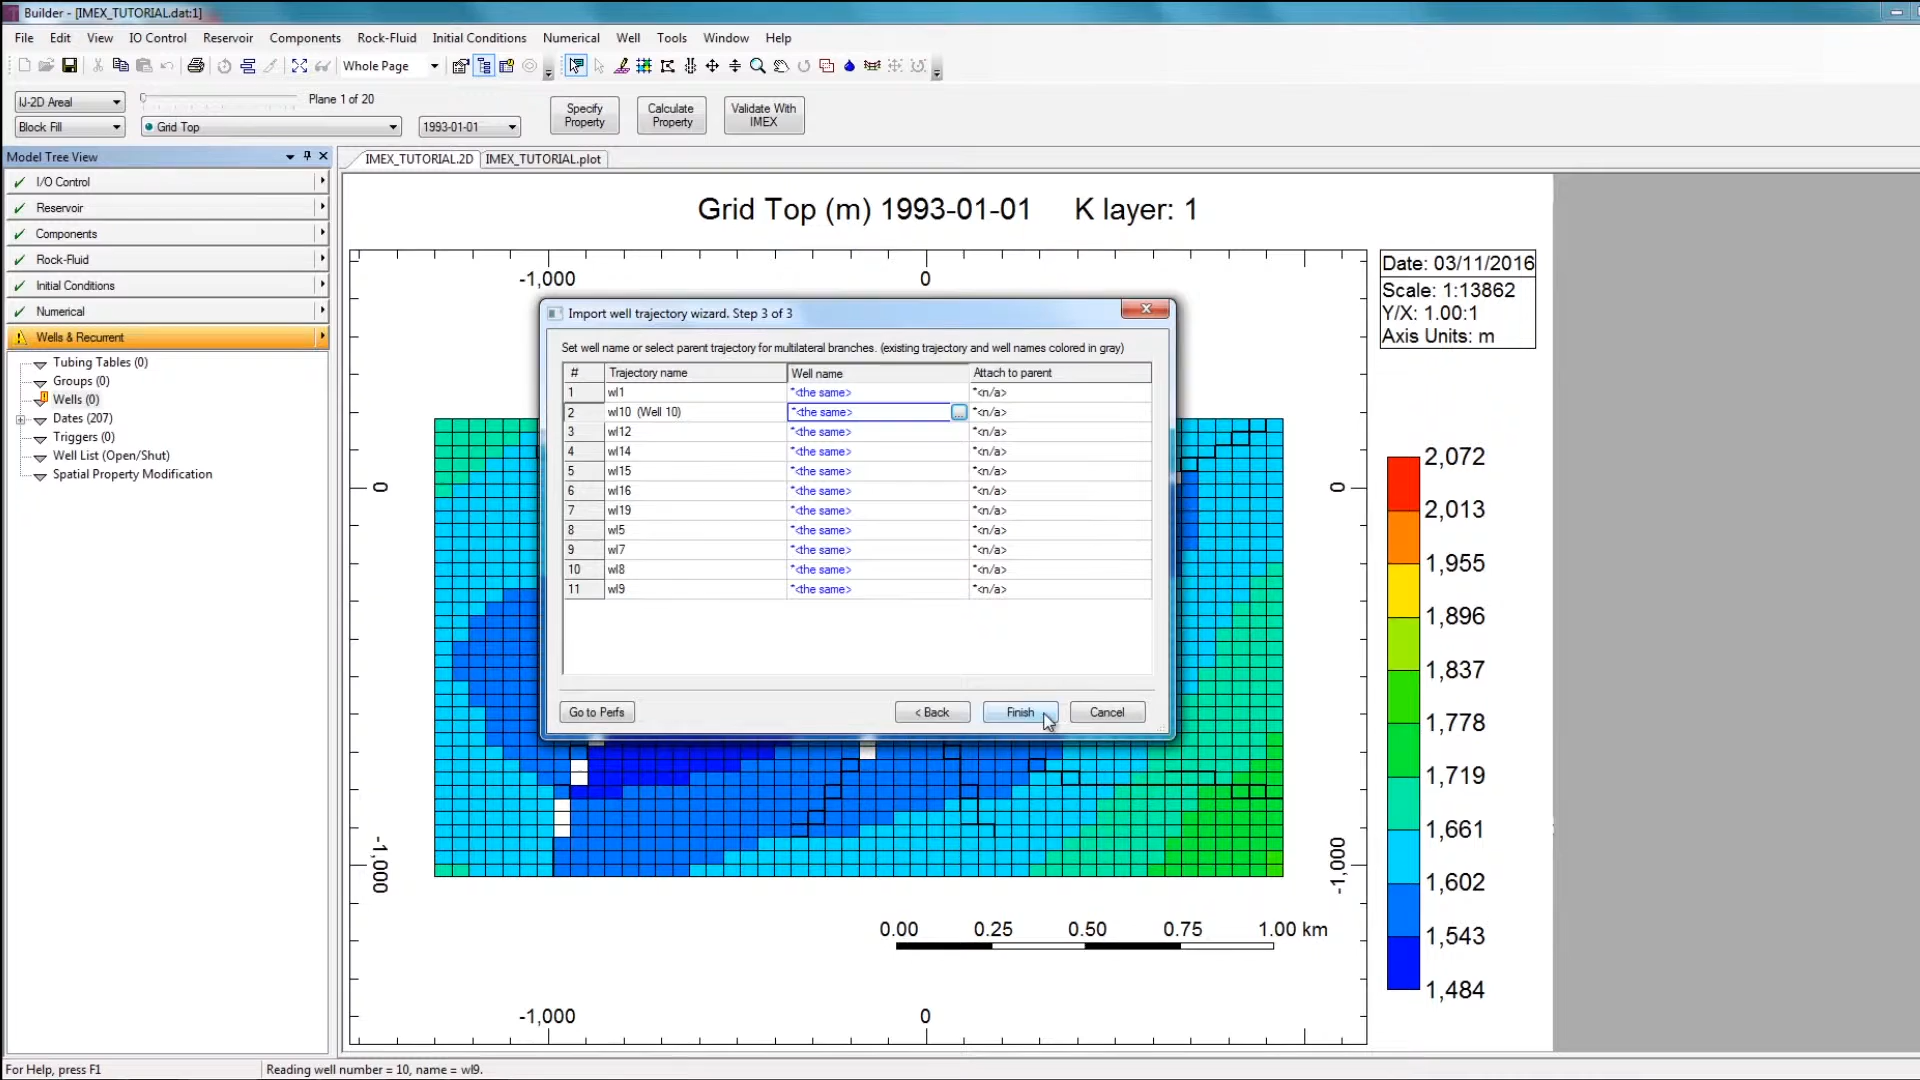 Builder - [IMEX_TUTORIAL.dat:1]
File Edit View IO Control Reservoir Components Rock-Fluid Initial Conditions Numerical Well Tools Window Help
Whole Page
IJ-2D Areal Plane 1 of 20
Block Fill Grid Top 1993-01-01
Specify Property
Calculate Property
Validate With IMEX
Model Tree View
IMEX_TUTORIAL.2D IMEX_TUTORIAL.plot
I/O Control
Reservoir
Components
Rock-Fluid
Initial Conditions
Numerical
Wells & Recurrent
Tubing Tables (0)
Groups (0)
Wells (0)
Dates (207)
Triggers (0)
Well List (Open/Shut)
Spatial Property Modification
Grid Top (m) 1993-01-01 K layer: 1
-1,000 0
Date: 03/11/2016
Scale: 1:13862
Y/X: 1.00:1
Axis Units: m
Import well trajectory wizard. Step 3 of 3
Set well name or select parent trajectory for multilateral branches. (existing trajectory and well names colored in gray)
# Trajectory name Well name Attach to parent
1 wl1 *<the same> *<n/a>
2 wl10 (Well 10) *<the same> ... *<n/a>
3 wl12 *<the same> *<n/a>
4 wl14 *<the same> *<n/a>
5 wl15 *<the same> *<n/a>
6 wl16 *<the same> *<n/a>
7 wl19 *<the same> *<n/a>
8 wl5 *<the same> *<n/a>
9 wl7 *<the same> *<n/a>
10 wl8 *<the same> *<n/a>
11 wl9 *<the same> *<n/a>
Go to Perfs < Back Finish Cancel
0 0
-1,000 -1,000
2,072
2,013
1,955
1,896
1,837
1,778
1,719
1,661
1,602
1,543
1,484
0.00 0.25 0.50 0.75 1.00 km
-1,000 0
For Help, press F1 Reading well number = 10, name = wl9.